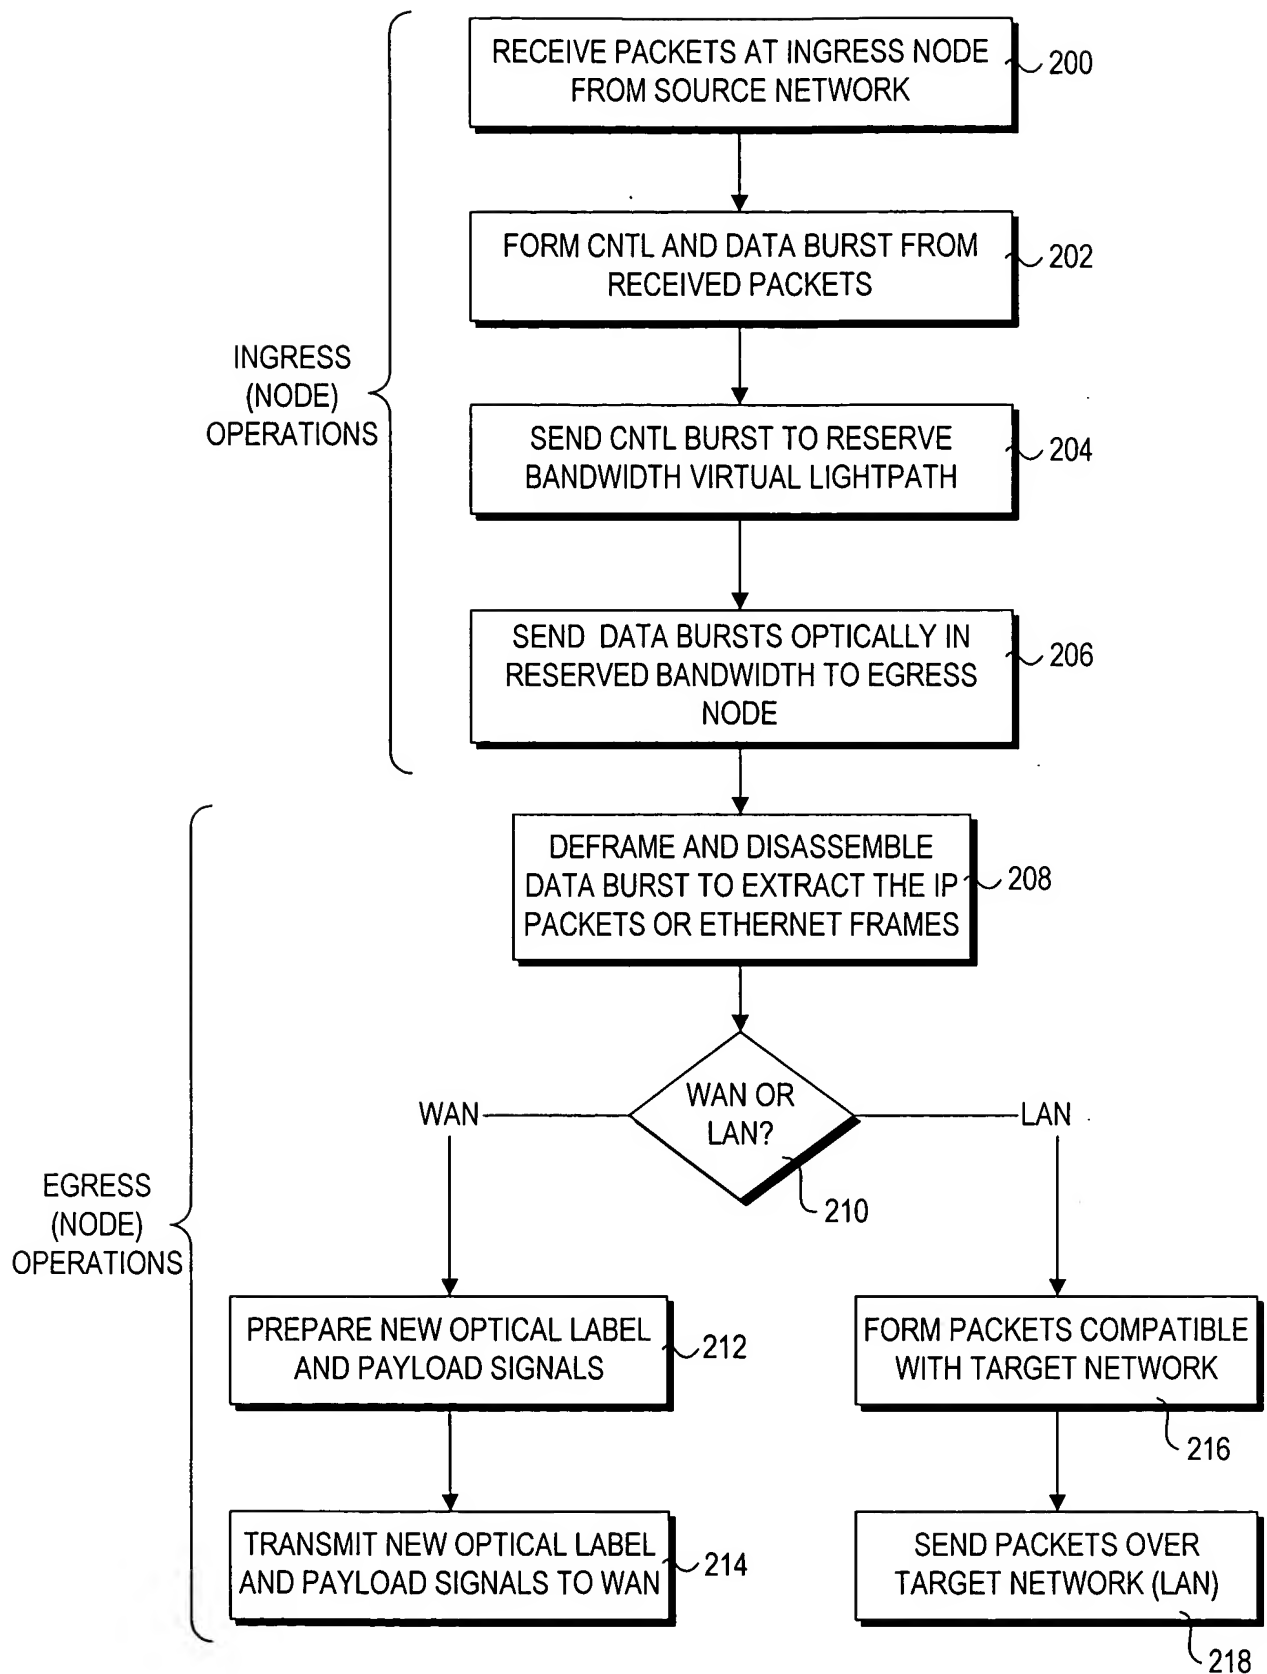 RECEIVE PACKETS AT INGRESS NODE
FROM SOURCE NETWORK
200
FORM CNTL AND DATA BURST FROM
RECEIVED PACKETS
202
INGRESS
(NODE)
OPERATIONS
SEND CNTL BURST TO RESERVE
BANDWIDTH VIRTUAL LIGHTPATH
204
SEND DATA BURSTS OPTICALLY IN
RESERVED BANDWIDTH TO EGRESS
NODE
206
DEFRAME AND DISASSEMBLE
DATA BURST TO EXTRACT THE IP
PACKETS OR ETHERNET FRAMES
208
WAN OR
LAN?
WAN
LAN
210
EGRESS
(NODE)
OPERATIONS
PREPARE NEW OPTICAL LABEL
AND PAYLOAD SIGNALS
212
FORM PACKETS COMPATIBLE
WITH TARGET NETWORK
216
TRANSMIT NEW OPTICAL LABEL
AND PAYLOAD SIGNALS TO WAN
214
SEND PACKETS OVER
TARGET NETWORK (LAN)
218